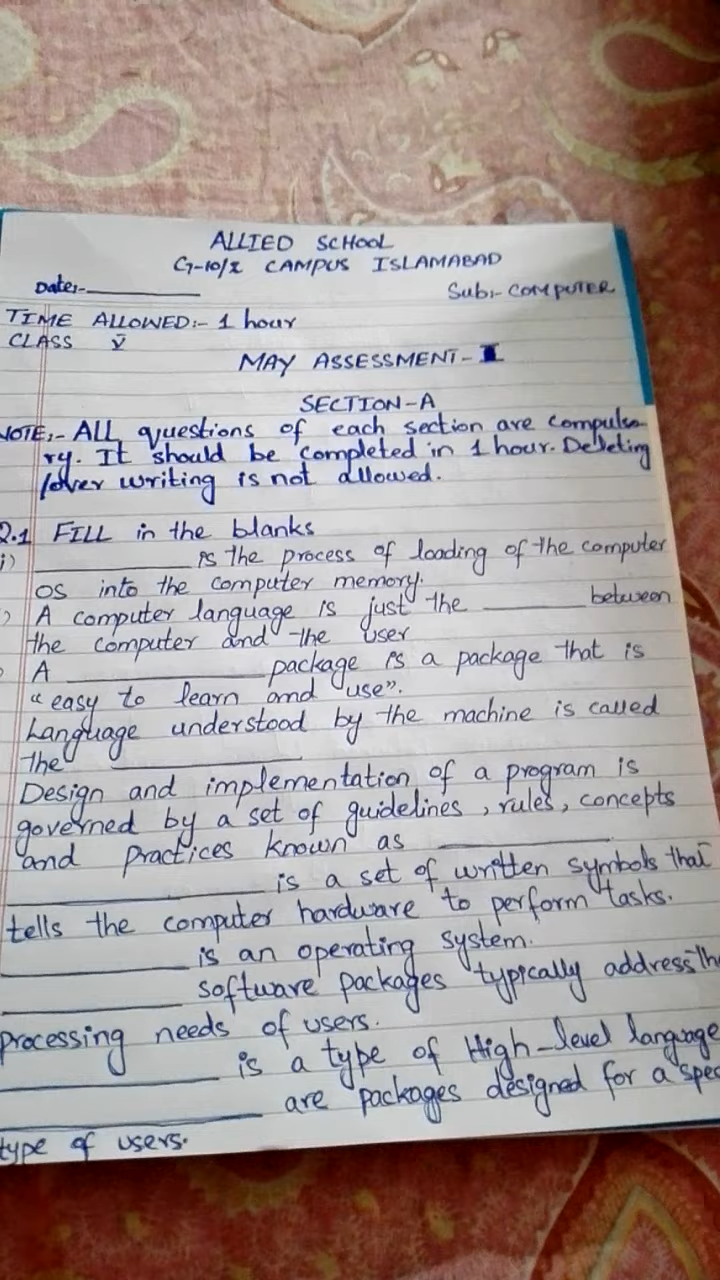 ALLIED SCHOOL
G-10/2 CAMPUS ISLAMABAD
Date:-__________
Sub:- COMPUTER
TIME ALLOWED:- 1 hour
CLASS V
MAY ASSESSMENT-I
SECTION-A
NOTE:- ALL questions of each section are compulso
ry. It should be completed in 1 hour. Deleting
/over writing is not allowed.
Q.1 FILL in the blanks
i) __________ is the process of loading of the computer
OS into the computer memory.
) A computer language is just the ______ between
the computer and the user
A __________ package is a package that is
"easy to learn and use".
Language understood by the machine is called
the __________
Design and implementation of a program is
governed by a set of guidelines, rules, concepts
and practices known as __________
__________ is a set of written symbols that
tells the computer hardware to perform tasks.
__________ is an operating system.
__________ software packages typically address the
processing needs of users.
__________ is a type of High-level language
__________ are packages designed for a spec
type of users.